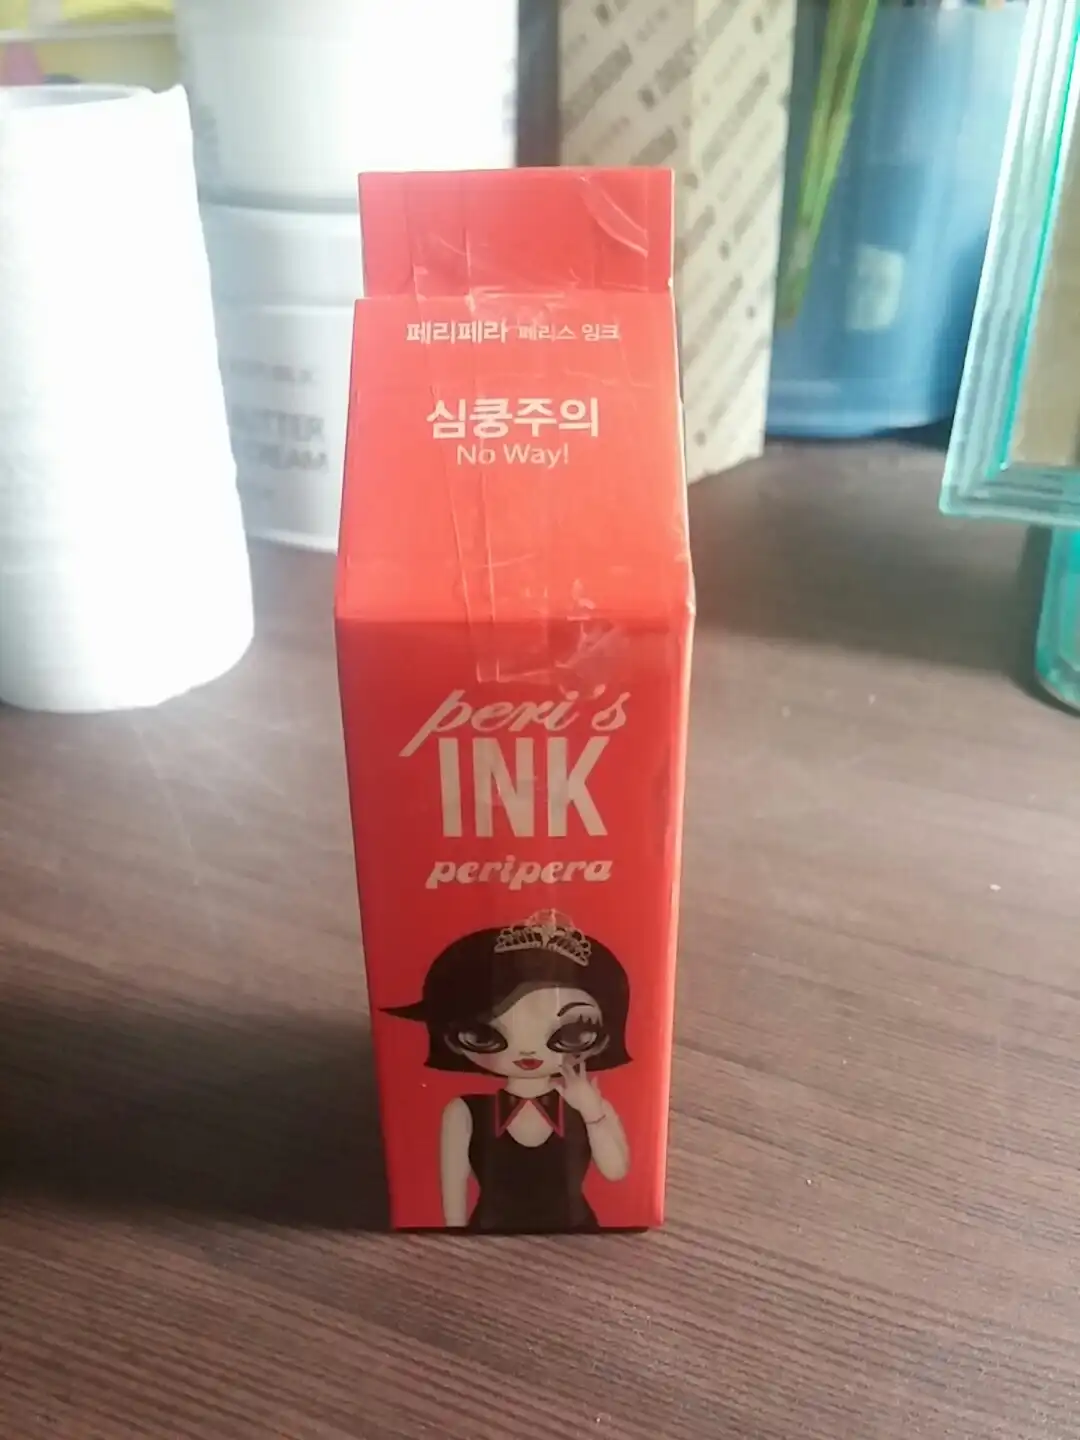 페리페라 페리스 잉크
심쿵주의
No Way!
peri's
INK
peripera